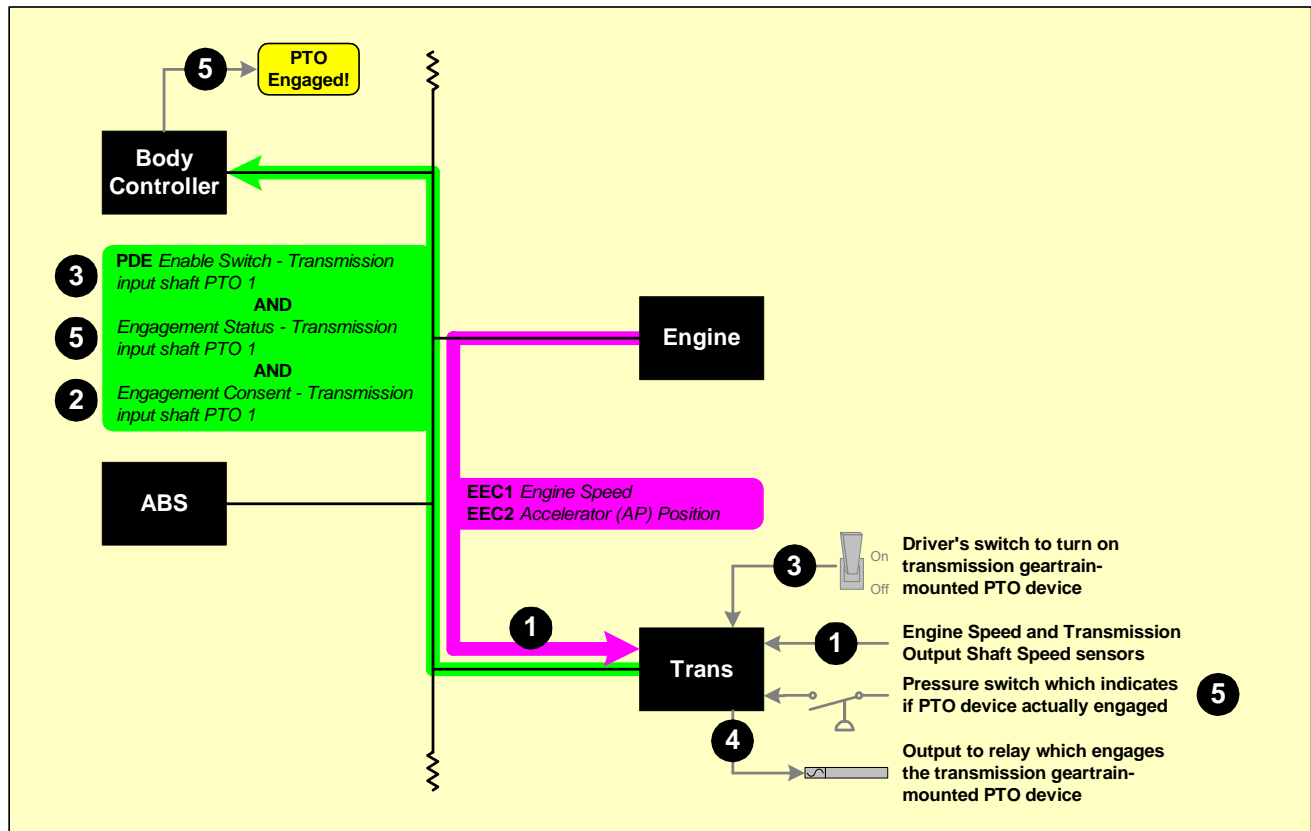 5
PTO
Engaged!
Body
Controller
3
PDE Enable Switch - Transmission
input shaft PTO 1
AND
5
Engagement Status - Transmission
input shaft PTO 1
AND
2
Engagement Consent - Transmission
input shaft PTO 1
Engine
ABS
EEC1 Engine Speed
EEC2 Accelerator (AP) Position
1
3
On
Off
Driver's switch to turn on
transmission geartrain-
mounted PTO device
Trans
1
Engine Speed and Transmission
Output Shaft Speed sensors
Pressure switch which indicates
if PTO device actually engaged
5
4
Output to relay which engages
the transmission geartrain-
mounted PTO device